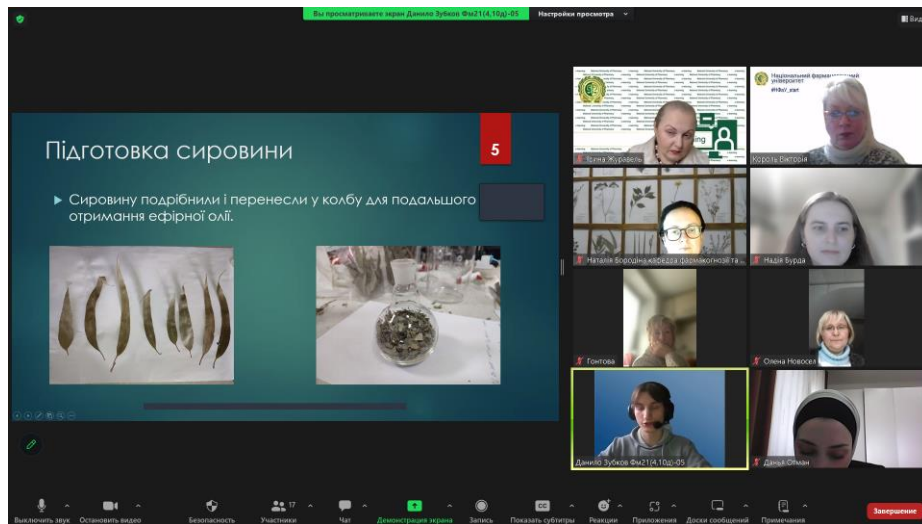 Вы просматриваете экран Данило Зубков Фм21(4,10д)-05
Настройки просмотра
Вид
Підготовка сировини
5
Сировину подрібнили і перенесли у колбу для подальшого
отримання ефірної олії.
Ірина Журавель
Національний фармацевтичний
університет
Король Вікторія
Наталія Бородіна кафедра фармакогнозії та ...
Надія Бурда
Гонтова
Олена Новосел
Данило Зубков Фм21(4,10д)-05
Данья Отман
Выключить звук
Остановить видео
Безопасность
Участники
17
Чат
Демонстрация экрана
Запись
CC
Показать субтитры
Реакции
Приложения
Доски сообщений
Примечания
Завершение